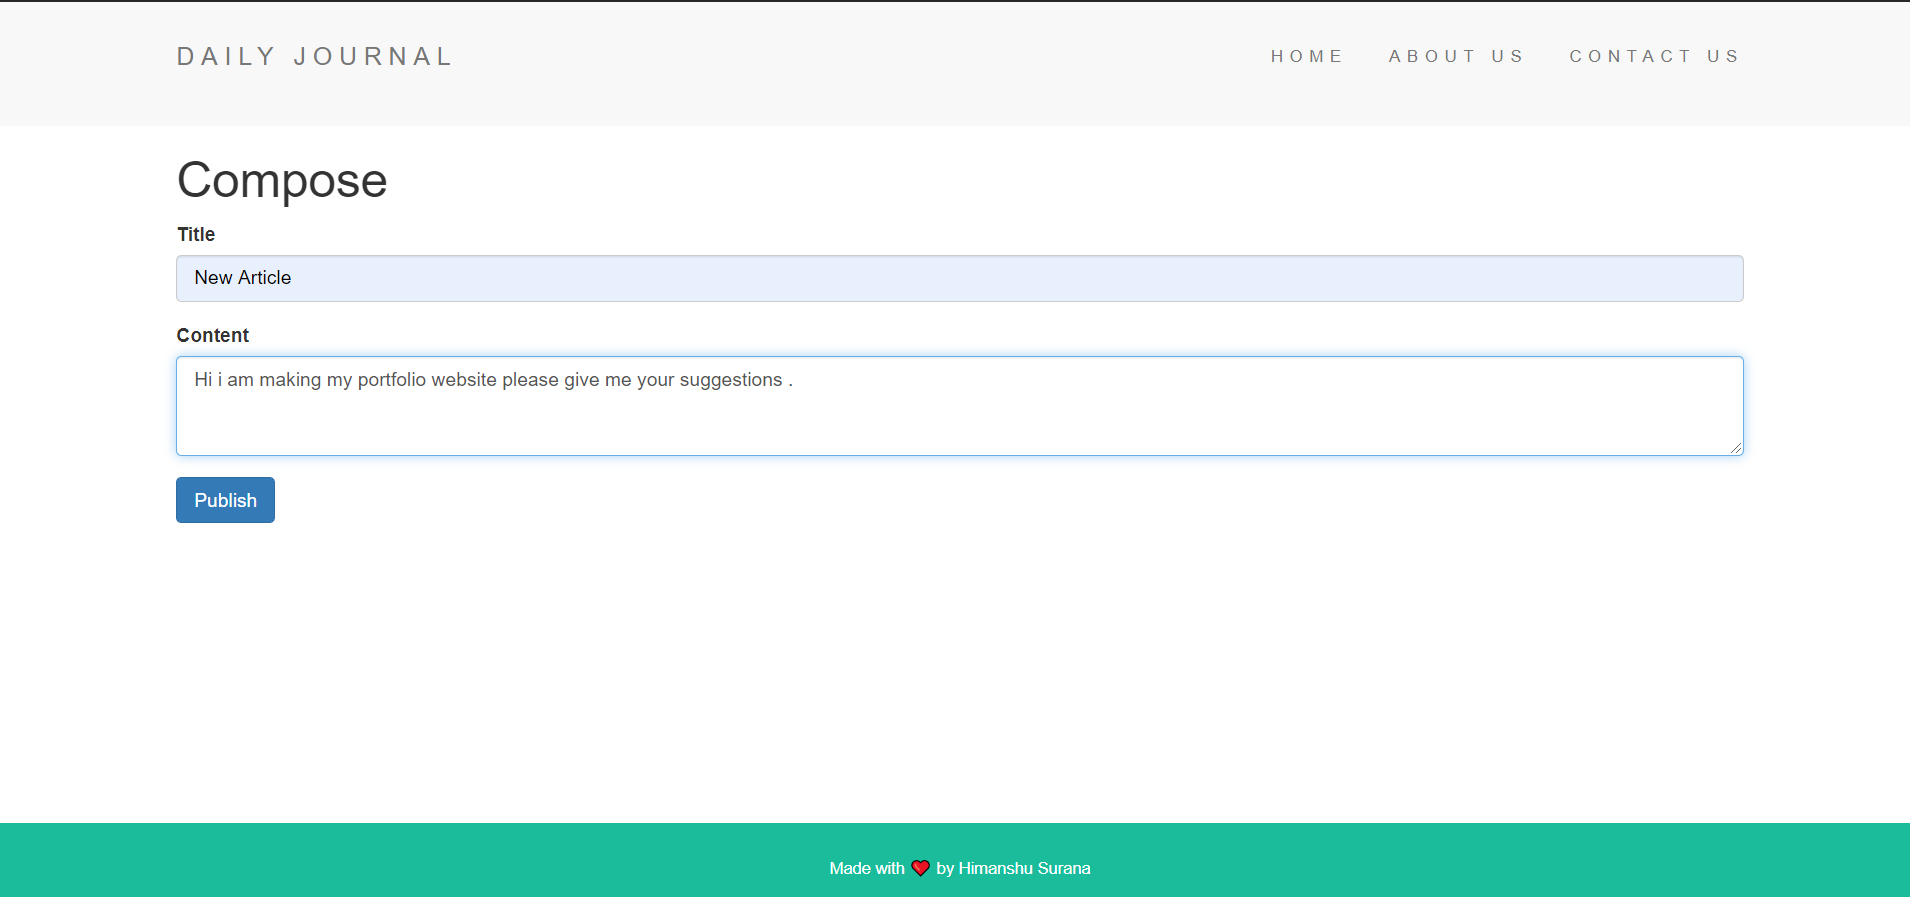 DAILY JOURNAL
HOME ABOUT US CONTACT US
Compose
Title
New Article
Content
Hi i am making my portfolio website please give me your suggestions .
Publish
Made with ❤ by Himanshu Surana